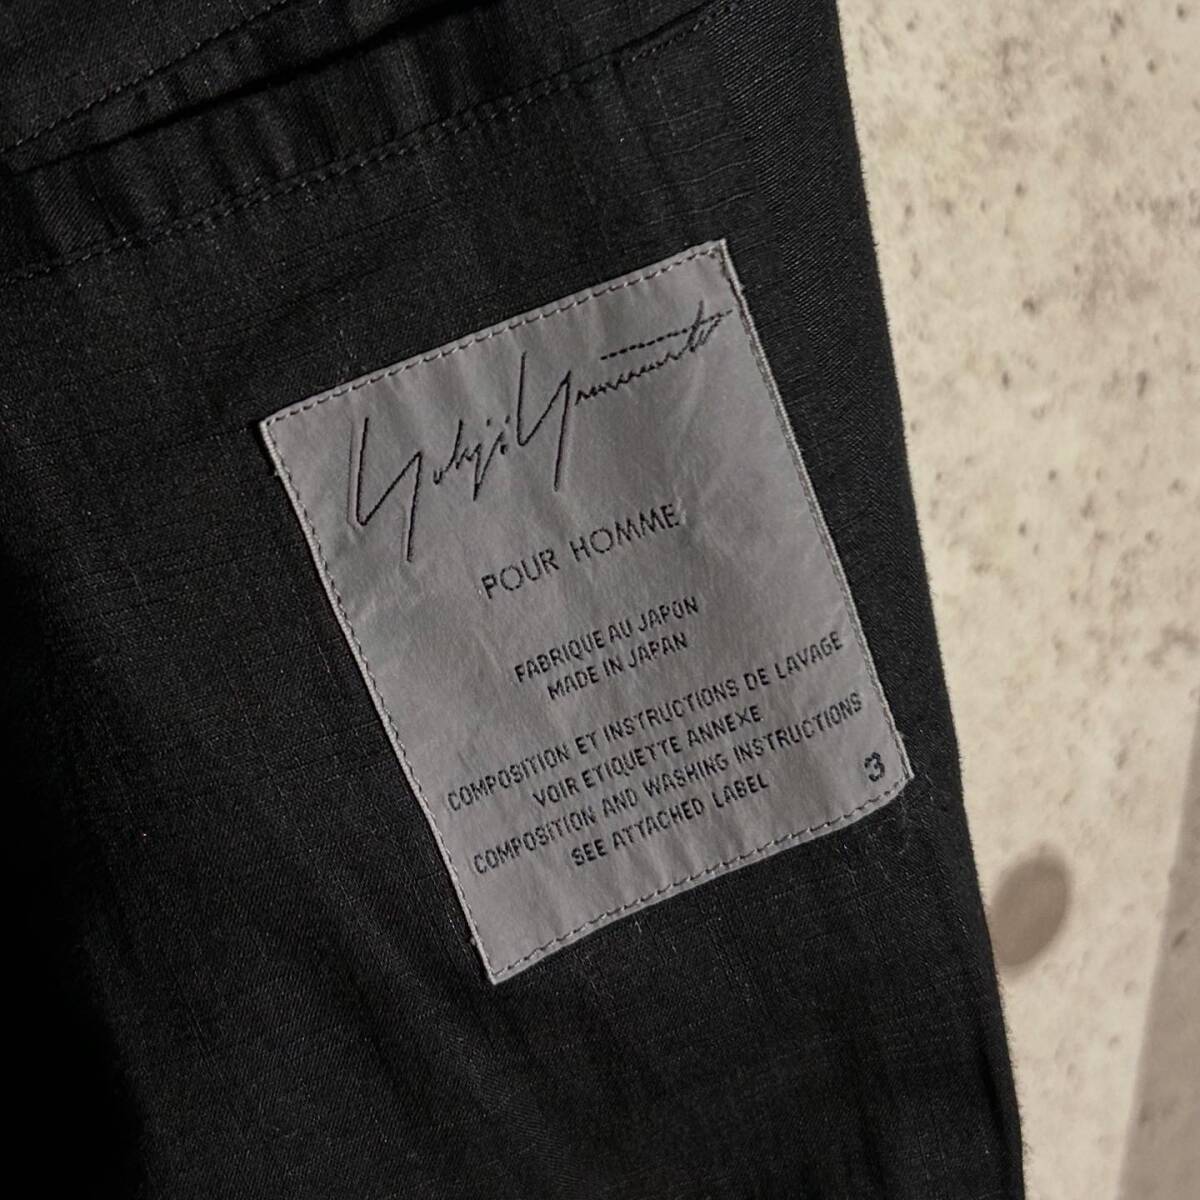 Yohji Yamamoto
POUR HOMME
FABRIQUE AU JAPON
MADE IN JAPAN
COMPOSITION ET INSTRUCTIONS DE LAVAGE
VOIR ETIQUETTE ANNEXE
COMPOSITION AND WASHING INSTRUCTIONS
SEE ATTACHED LABEL
3